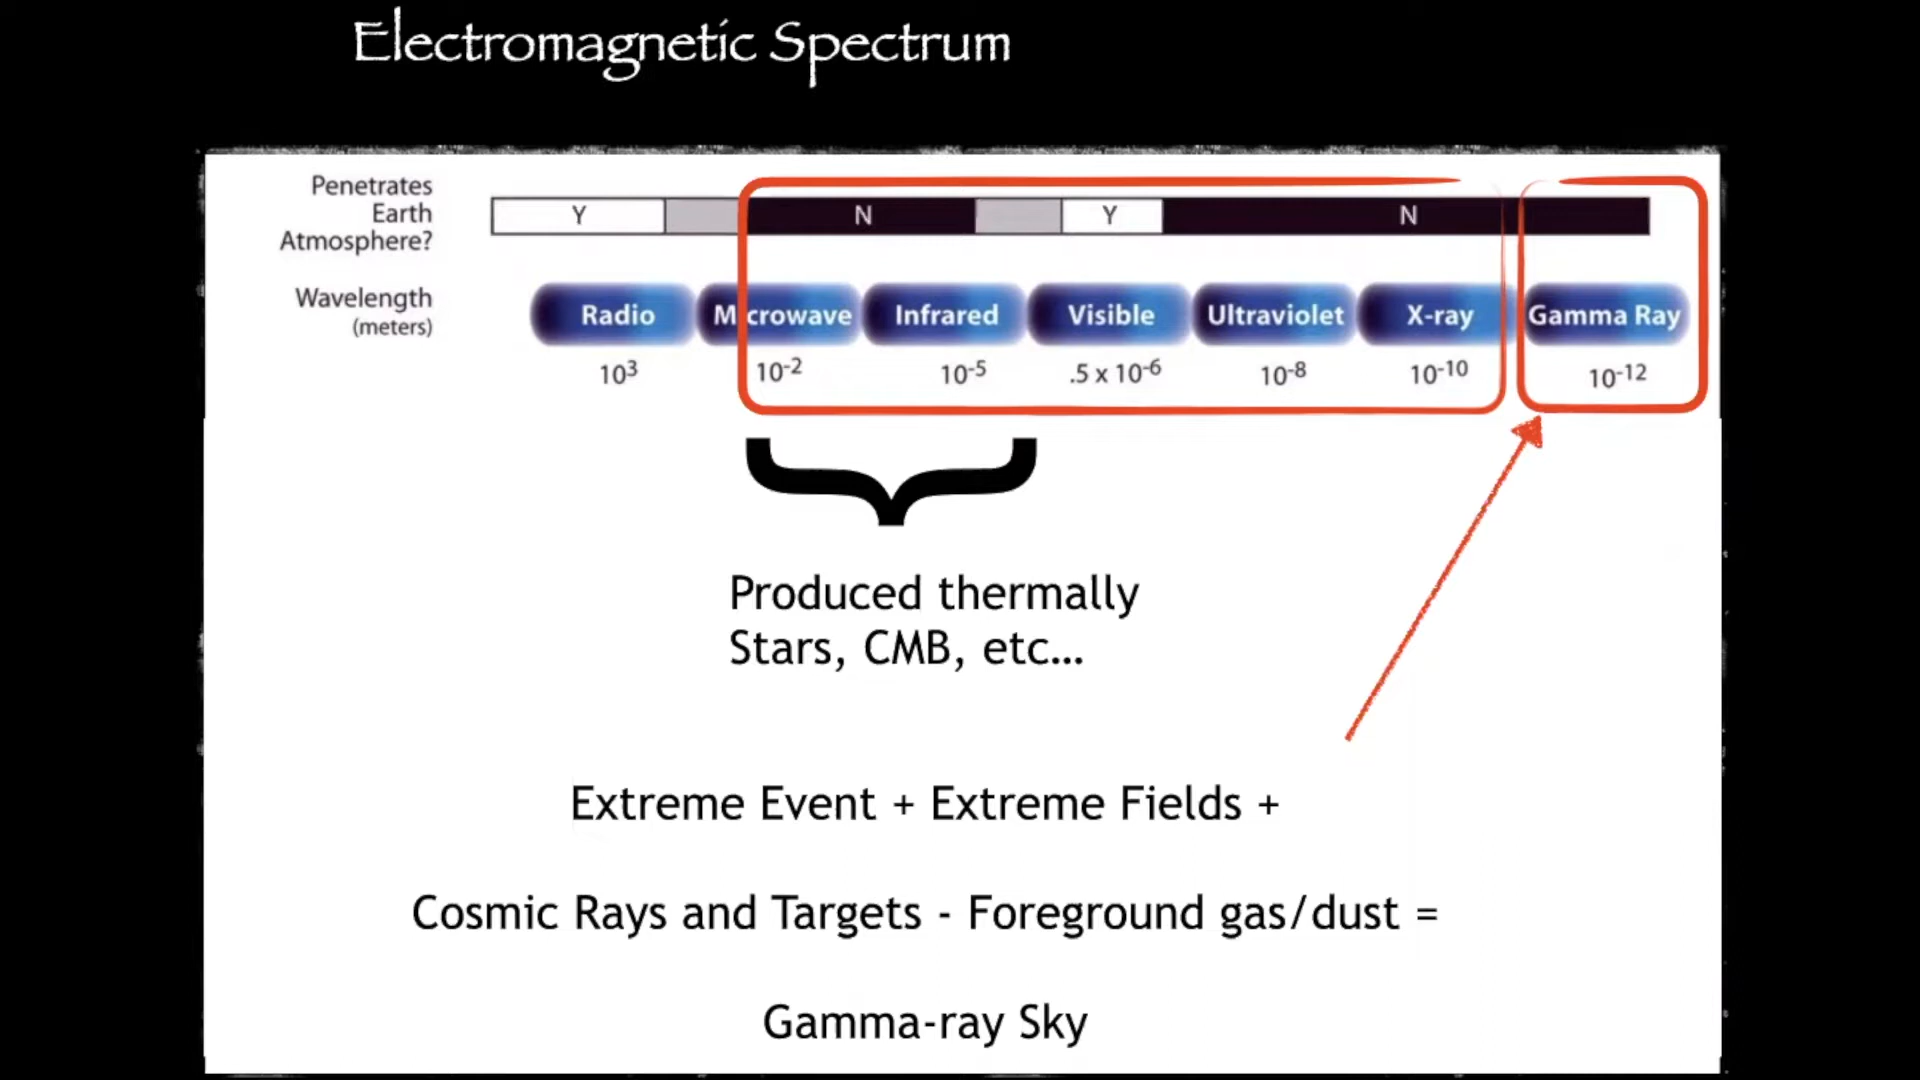 Electromagnetic Spectrum
Penetrates
Earth
Atmosphere?
Y N Y N
Wavelength
(meters)
Radio Microwave Infrared Visible Ultraviolet X-ray Gamma Ray
10³ 10⁻² 10⁻⁵ .5 x 10⁻⁶ 10⁻⁸ 10⁻¹⁰ 10⁻¹²
Produced thermally
Stars, CMB, etc...
Extreme Event + Extreme Fields +
Cosmic Rays and Targets - Foreground gas/dust =
Gamma-ray Sky